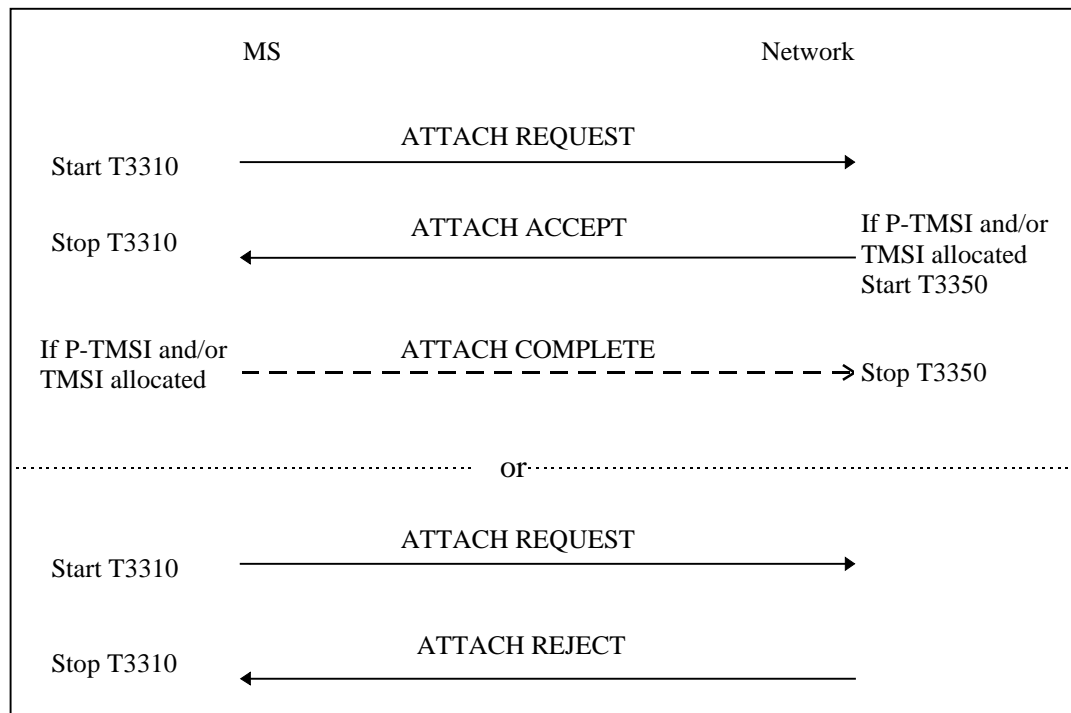 MS
Network
ATTACH REQUEST
Start T3310
ATTACH ACCEPT
Stop T3310
If P-TMSI and/or
TMSI allocated
Start T3350
If P-TMSI and/or
TMSI allocated
ATTACH COMPLETE
Stop T3350
or
ATTACH REQUEST
Start T3310
ATTACH REJECT
Stop T3310